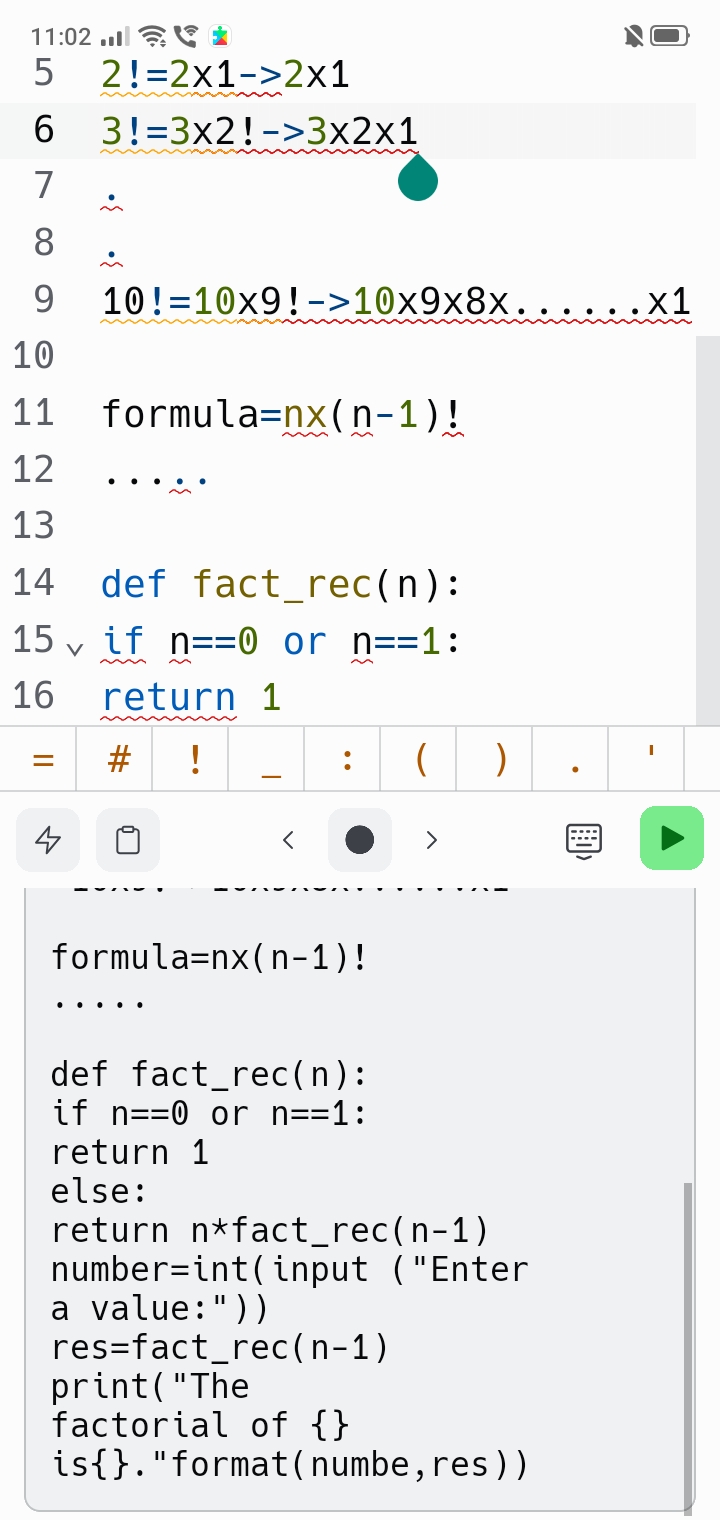 11:02
5 2!=2x1->2x1
6 3!=3x2!->3x2x1
7 .
8 .
9 10!=10x9!->10x9x8x......x1
10
11 formula=nx(n-1)!
12 .....
13
14 def fact_rec(n):
15 if n==0 or n==1:
16 return 1
= # ! _ : ( ) . '
formula=nx(n-1)!
.....
def fact_rec(n):
if n==0 or n==1:
return 1
else:
return n*fact_rec(n-1)
number=int(input ("Enter
a value:"))
res=fact_rec(n-1)
print("The
factorial of {}
is{}."format(numbe,res))